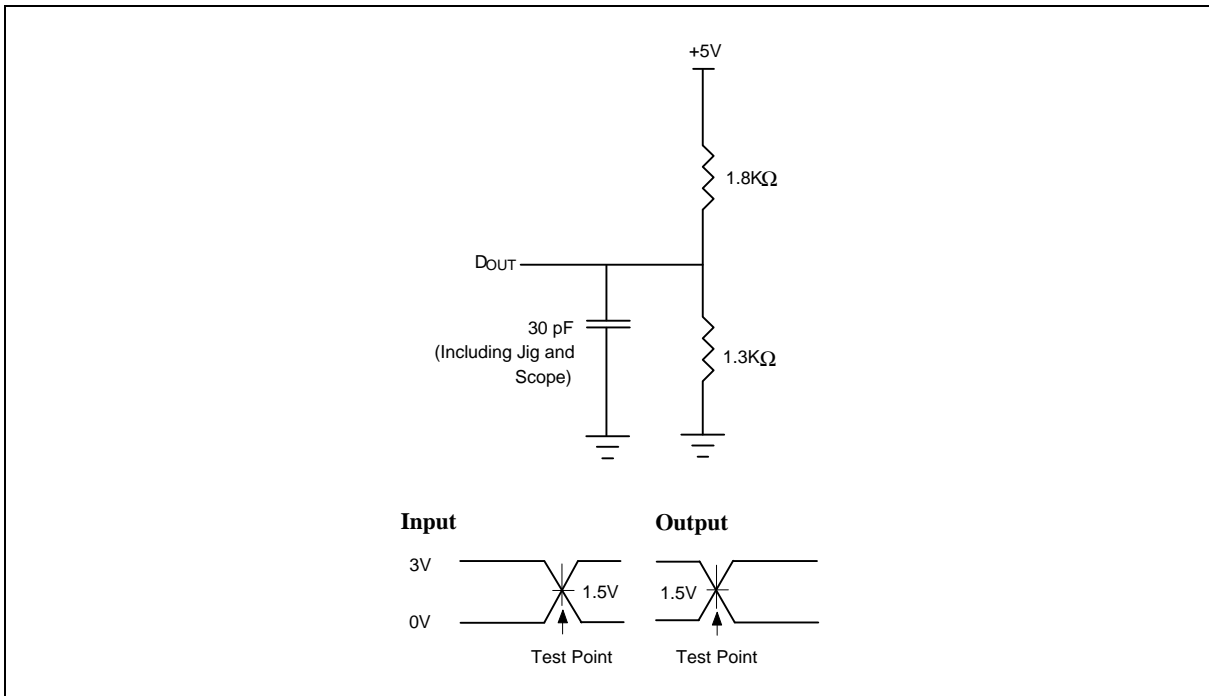 +5V
1.8KΩ
DOUT
30 pF
(Including Jig and
Scope)
1.3KΩ
Input
Output
3V
1.5V
1.5V
0V
Test Point
Test Point